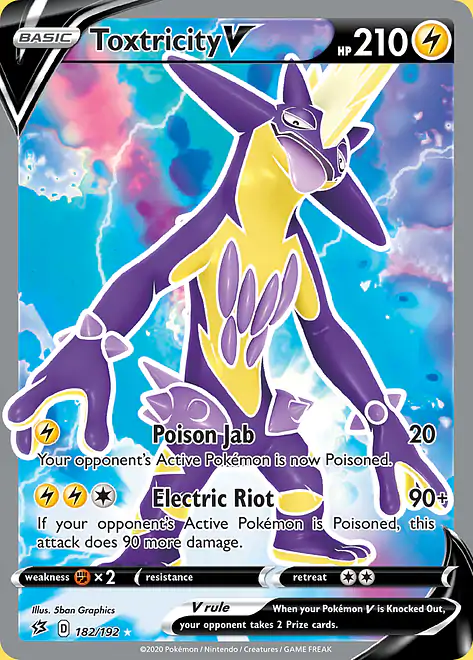 BASIC Toxtricity V HP 210
Poison Jab 20
Your opponent's Active Pokémon is now Poisoned.
Electric Riot 90+
If your opponent's Active Pokémon is Poisoned, this
attack does 90 more damage.
weakness ×2 resistance retreat
Illus. 5ban Graphics
V rule When your Pokémon V is Knocked Out,
your opponent takes 2 Prize cards.
D 182/192
©2020 Pokémon / Nintendo / Creatures / GAME FREAK